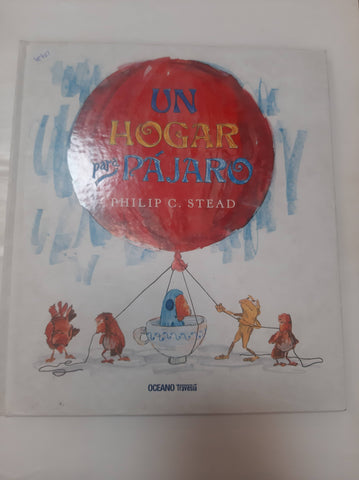 UN
HOGAR
para PÁJARO
PHILIP C. STEAD
OCEANO Travesía